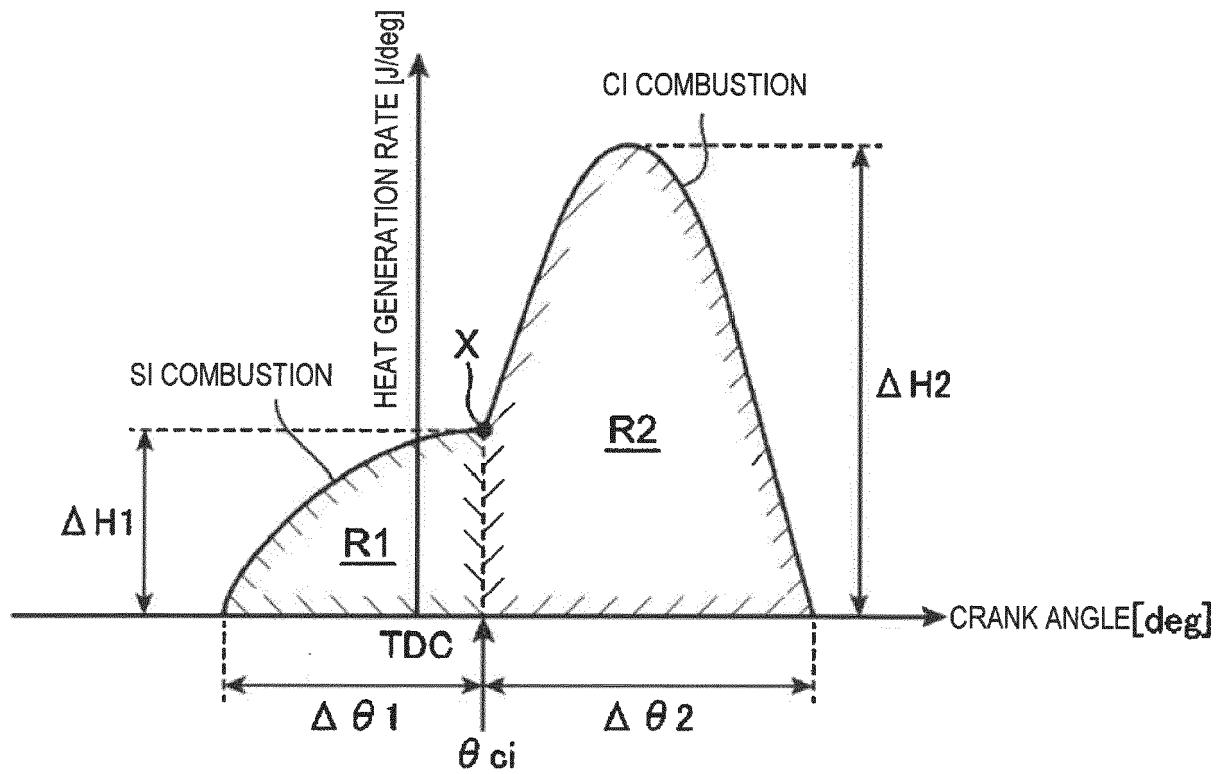 HEAT GENERATION RATE [J/deg]
CI COMBUSTION
X
SI COMBUSTION
ΔH2
R2
ΔH1
R1
CRANK ANGLE[deg]
TDC
Δθ1
Δθ2
θci